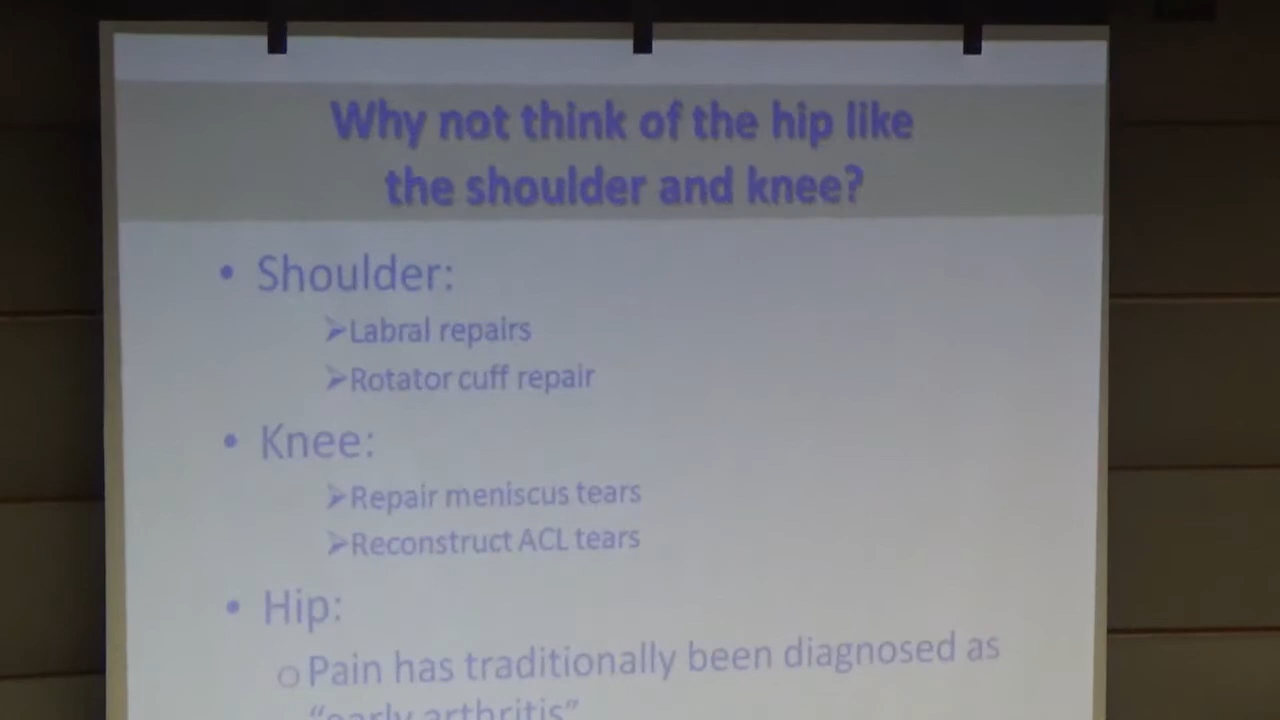 Why not think of the hip like
the shoulder and knee?
• Shoulder:
➢Labral repairs
➢Rotator cuff repair
• Knee:
➢Repair meniscus tears
➢Reconstruct ACL tears
• Hip:
o Pain has traditionally been diagnosed as
“early arthritis”